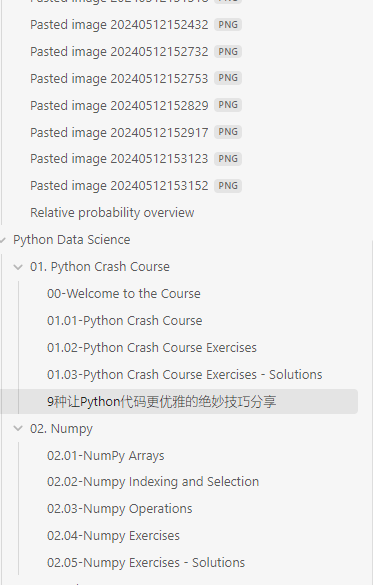 Pasted image 20240512152432 PNG
Pasted image 20240512152732 PNG
Pasted image 20240512152753 PNG
Pasted image 20240512152829 PNG
Pasted image 20240512152917 PNG
Pasted image 20240512153123 PNG
Pasted image 20240512153152 PNG
Relative probability overview
Python Data Science
01. Python Crash Course
00-Welcome to the Course
01.01-Python Crash Course
01.02-Python Crash Course Exercises
01.03-Python Crash Course Exercises - Solutions
9种让Python代码更优雅的绝妙技巧分享
02. Numpy
02.01-NumPy Arrays
02.02-Numpy Indexing and Selection
02.03-Numpy Operations
02.04-Numpy Exercises
02.05-Numpy Exercises - Solutions